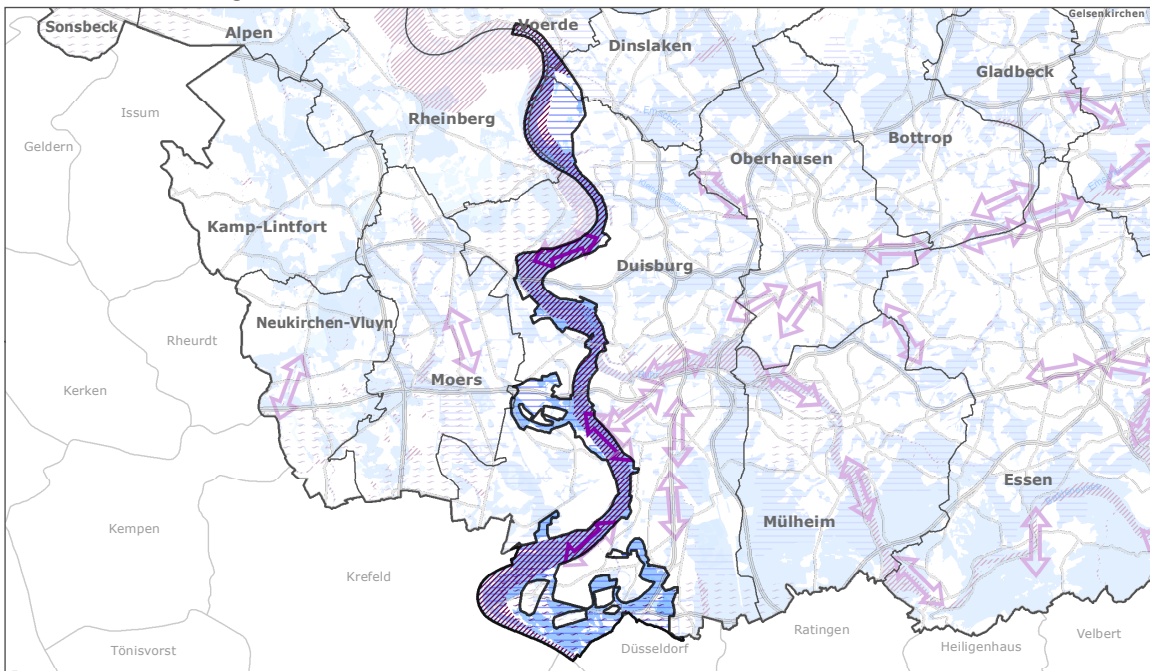 Gelsenkirchen
Sonsbeck
Voerde
Alpen
Dinslaken
Gladbeck
Issum
Rheinberg
Bottrop
Geldern
Oberhausen
Kamp-Lintfort
Duisburg
Neukirchen-Vluyn
Rheurdt
Moers
Kerken
Essen
Mülheim
Kempen
Krefeld
Ratingen
Velbert
Tönisvorst
Düsseldorf
Heiligenhaus